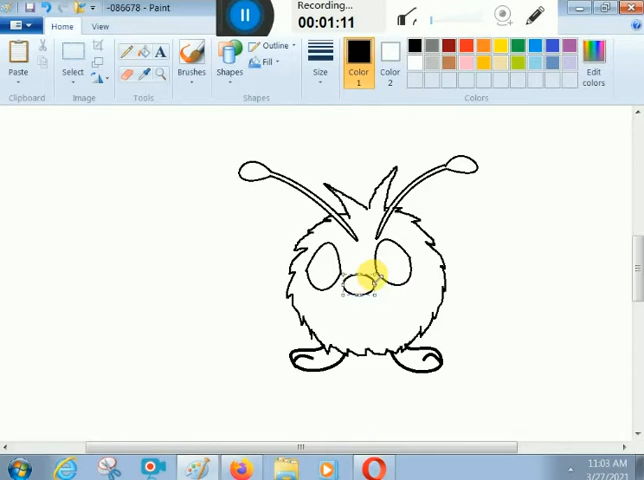 -086678 - Paint
Recording...
00:01:11
Home View
Paste Select Brushes Shapes Outline Fill Size Color 1 Color 2 Edit colors
Clipboard Image Tools Shapes Colors
11:03 AM
3/27/2021